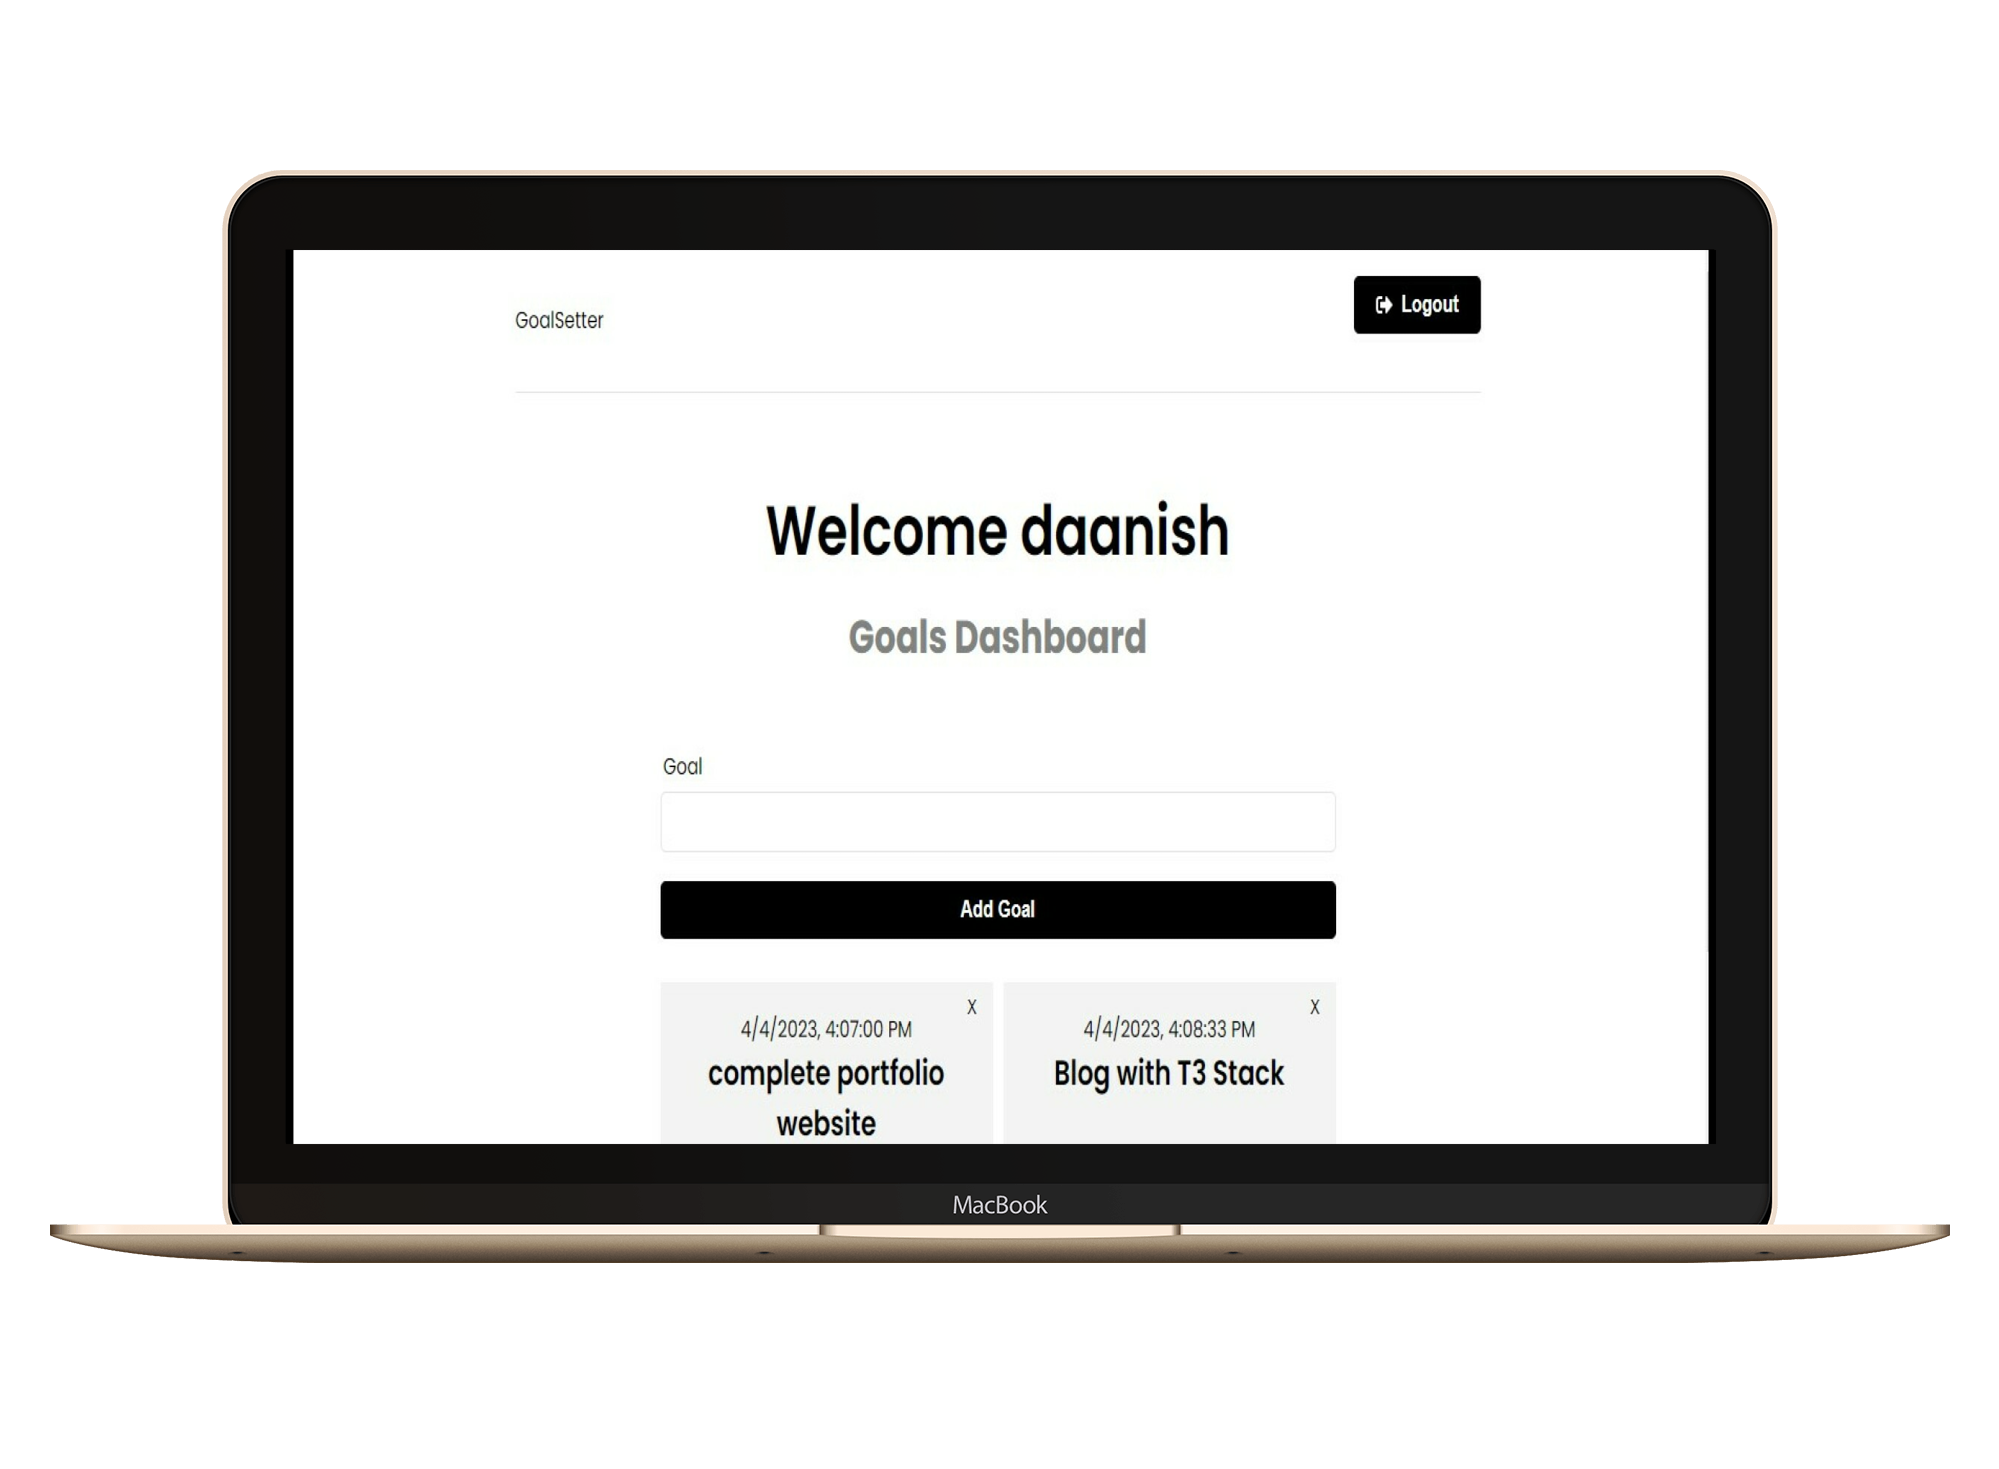 GoalSetter
Logout
Welcome daanish
Goals Dashboard
Goal
Add Goal
X
4/4/2023, 4:07:00 PM
complete portfolio
website
X
4/4/2023, 4:08:33 PM
Blog with T3 Stack
MacBook